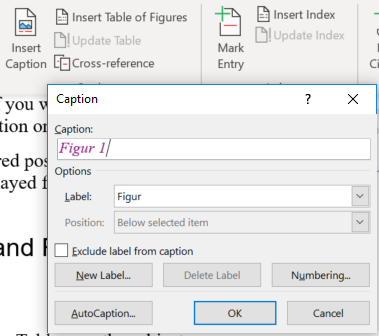 Insert Caption
Insert Table of Figures
Update Table
Cross-reference
Mark Entry
Insert Index
Update Index
f you w
tion or
red pos
ayed f
and
Caption
?
Caption:
Figur 1
Options
Label: Figur
Position: Below selected item
Exclude label from caption
New Label... Delete Label Numbering...
AutoCaption... OK Cancel